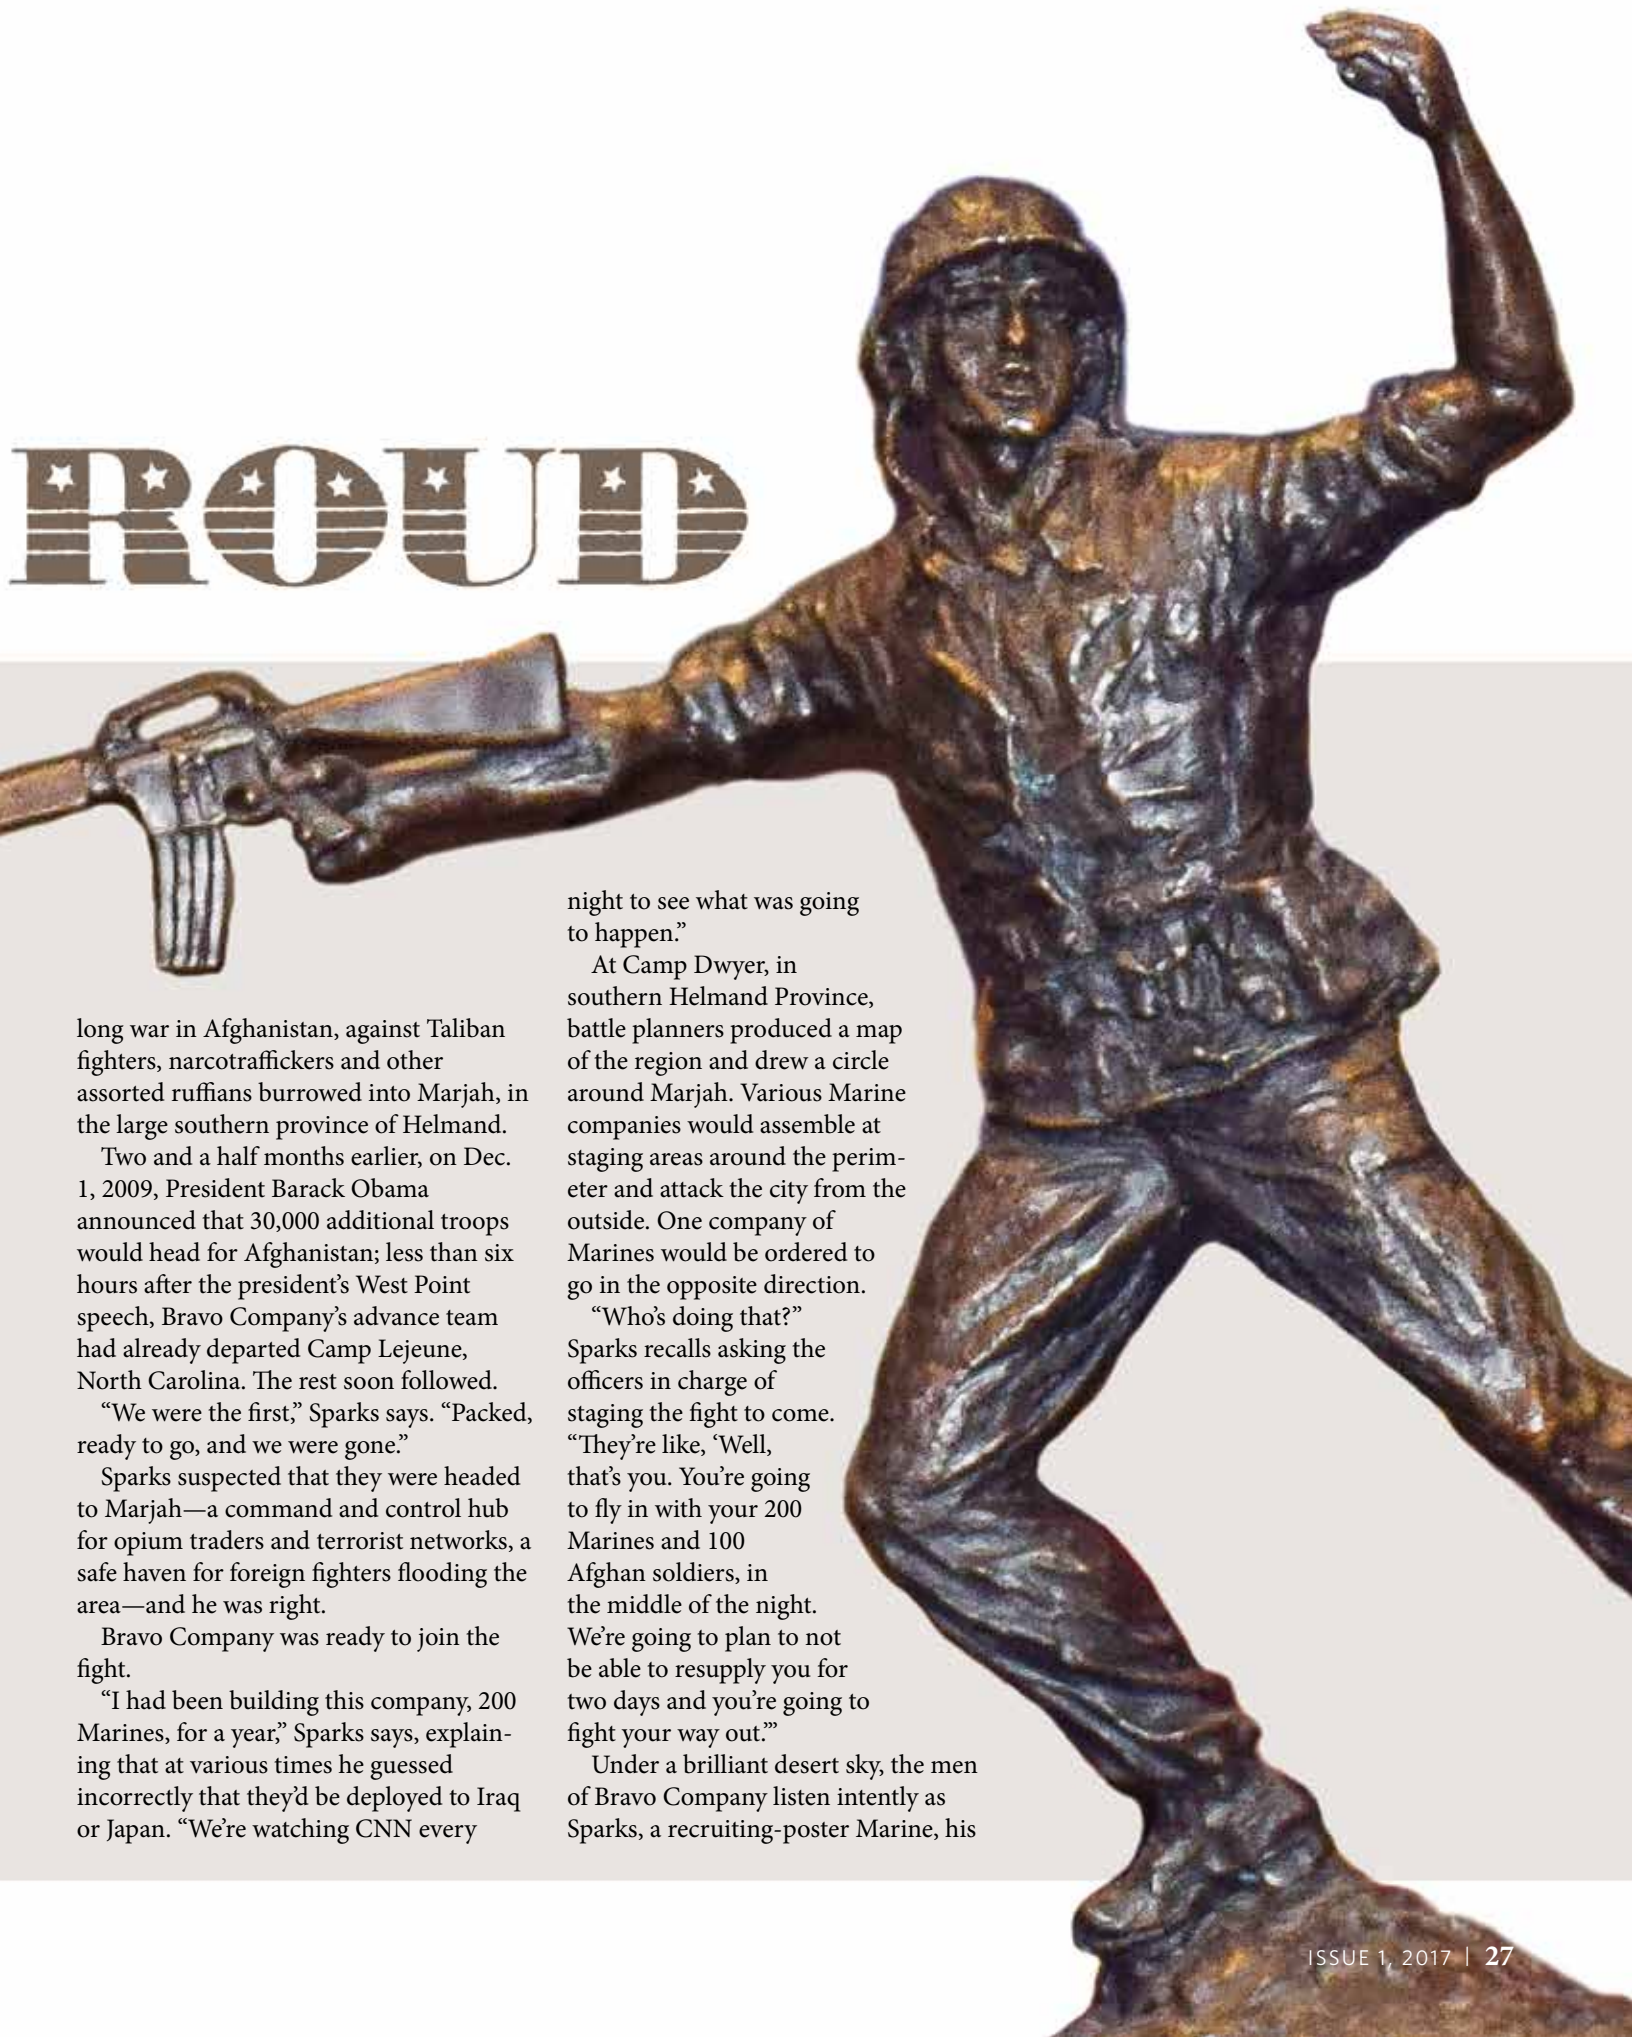 ROUD
long war in Afghanistan, against Taliban
fighters, narcotraffickers and other
assorted ruffians burrowed into Marjah, in
the large southern province of Helmand.
Two and a half months earlier, on Dec.
1, 2009, President Barack Obama
announced that 30,000 additional troops
would head for Afghanistan; less than six
hours after the president’s West Point
speech, Bravo Company’s advance team
had already departed Camp Lejeune,
North Carolina. The rest soon followed.
“We were the first,” Sparks says. “Packed,
ready to go, and we were gone.”
Sparks suspected that they were headed
to Marjah—a command and control hub
for opium traders and terrorist networks, a
safe haven for foreign fighters flooding the
area—and he was right.
Bravo Company was ready to join the
fight.
“I had been building this company, 200
Marines, for a year,” Sparks says, explain-
ing that at various times he guessed
incorrectly that they’d be deployed to Iraq
or Japan. “We’re watching CNN every
night to see what was going
to happen.”
At Camp Dwyer, in
southern Helmand Province,
battle planners produced a map
of the region and drew a circle
around Marjah. Various Marine
companies would assemble at
staging areas around the perim-
eter and attack the city from the
outside. One company of
Marines would be ordered to
go in the opposite direction.
“Who’s doing that?”
Sparks recalls asking the
officers in charge of
staging the fight to come.
“They’re like, ‘Well,
that’s you. You’re going
to fly in with your 200
Marines and 100
Afghan soldiers, in
the middle of the night.
We’re going to plan to not
be able to resupply you for
two days and you’re going to
fight your way out.’”
Under a brilliant desert sky, the men
of Bravo Company listen intently as
Sparks, a recruiting-poster Marine, his
ISSUE 1, 2017 | 27